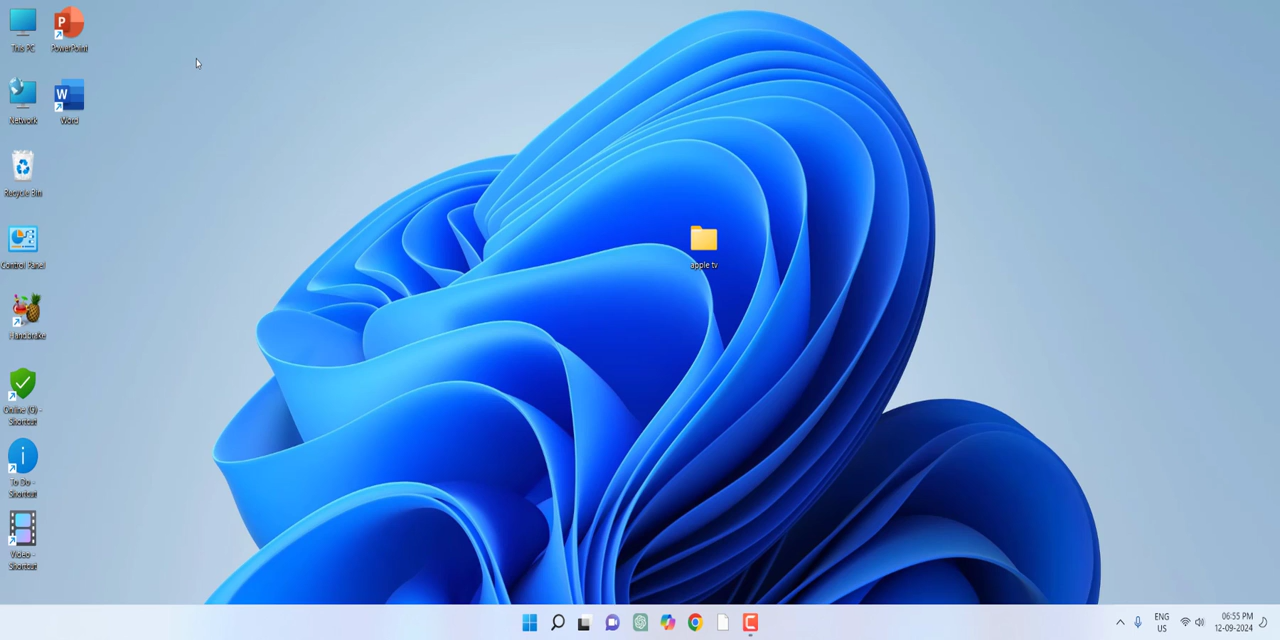 This PC
PowerPoint
Network
Word
Recycle Bin
Control Panel
HandBrake
Online (G) -
Shortcut
To Do -
Shortcut
Video -
Shortcut
apple tv
ENG
US
06:55 PM
12-09-2024